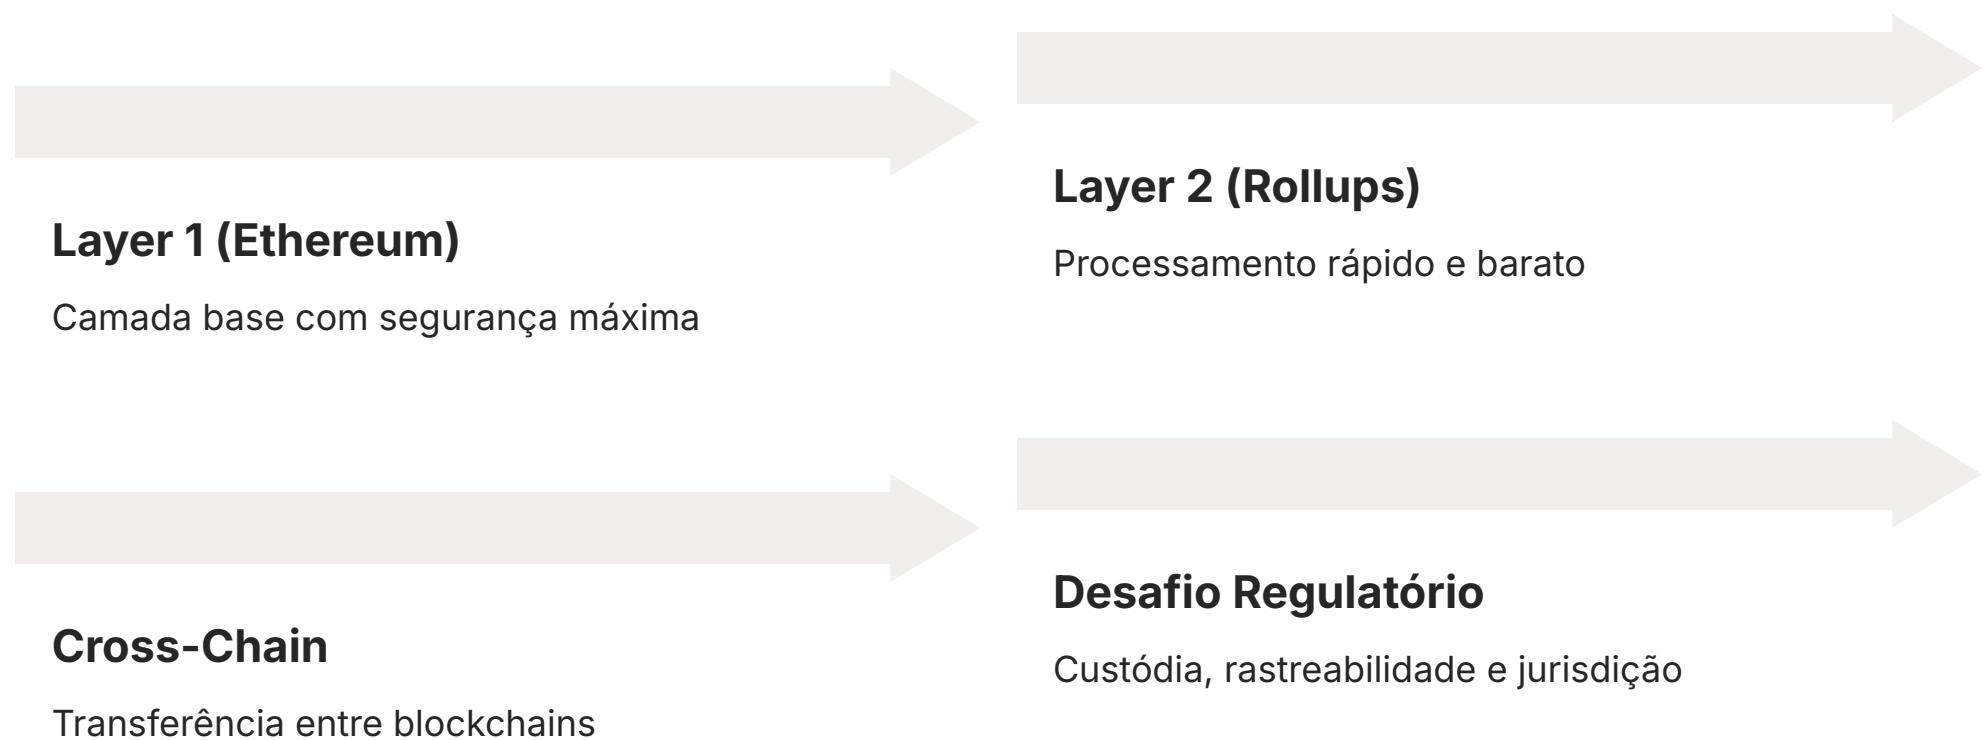 Layer 1 (Ethereum)
Camada base com segurança máxima
Layer 2 (Rollups)
Processamento rápido e barato
Cross-Chain
Transferência entre blockchains
Desafio Regulatório
Custódia, rastreabilidade e jurisdição